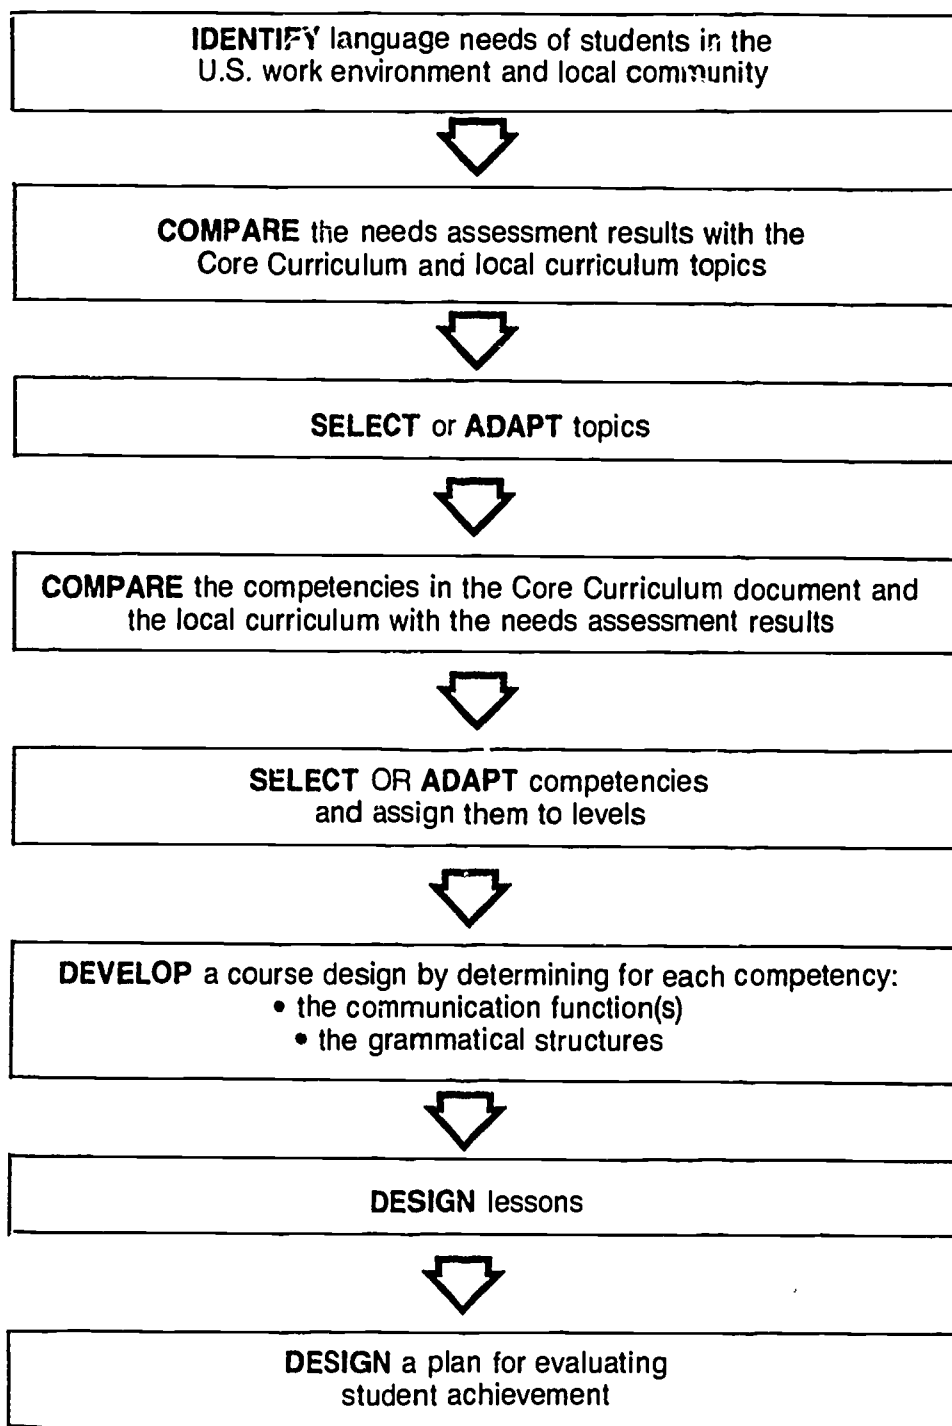 IDENTIFY language needs of students in the
U.S. work environment and local community
COMPARE the needs assessment results with the
Core Curriculum and local curriculum topics
SELECT or ADAPT topics
COMPARE the competencies in the Core Curriculum document and
the local curriculum with the needs assessment results
SELECT OR ADAPT competencies
and assign them to levels
DEVELOP a course design by determining for each competency:
• the communication function(s)
• the grammatical structures
DESIGN lessons
DESIGN a plan for evaluating
student achievement